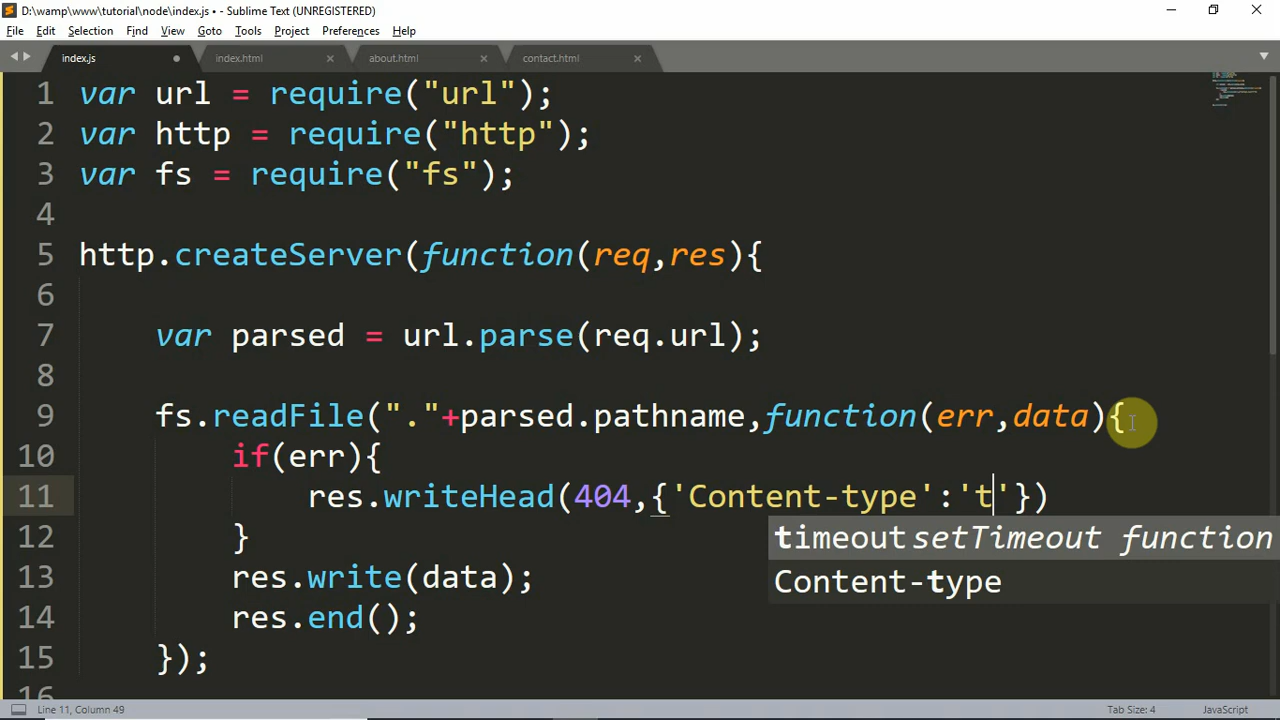 D:\wamp\www\tutorial\node\index.js • - Sublime Text (UNREGISTERED)
File Edit Selection Find View Goto Tools Project Preferences Help
index.js index.html about.html contact.html
1 var url = require("url");
2 var http = require("http");
3 var fs = require("fs");
4
5 http.createServer(function(req,res){
6
7 var parsed = url.parse(req.url);
8
9 fs.readFile("."+parsed.pathname,function(err,data){
10 if(err){
11 res.writeHead(404,{'Content-type':'t'})
timeout setTimeout function
12 }
Content-type
13 res.write(data);
14 res.end();
15 });
16
Line 11, Column 49 Tab Size: 4 JavaScript